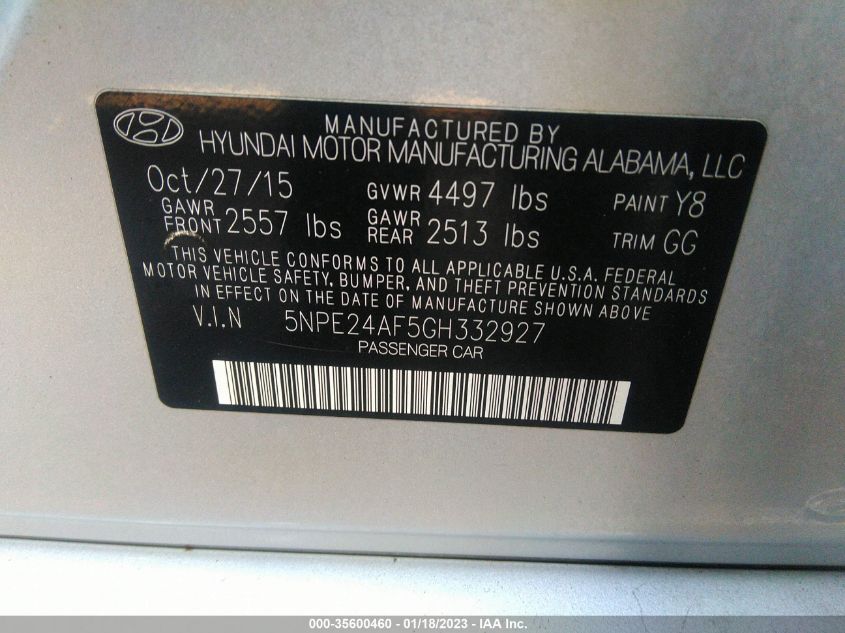 MANUFACTURED BY
HYUNDAI MOTOR MANUFACTURING ALABAMA, LLC
Oct/27/15 GVWR 4497 lbs PAINT Y8
GAWR FRONT 2557 lbs GAWR REAR 2513 lbs TRIM GG
THIS VEHICLE CONFORMS TO ALL APPLICABLE U.S.A. FEDERAL
MOTOR VEHICLE SAFETY, BUMPER, AND THEFT PREVENTION STANDARDS
IN EFFECT ON THE DATE OF MANUFACTURE SHOWN ABOVE
V.I.N 5NPE24AF5GH332927
PASSENGER CAR
000-35600460 - 01/18/2023 - IAA Inc.